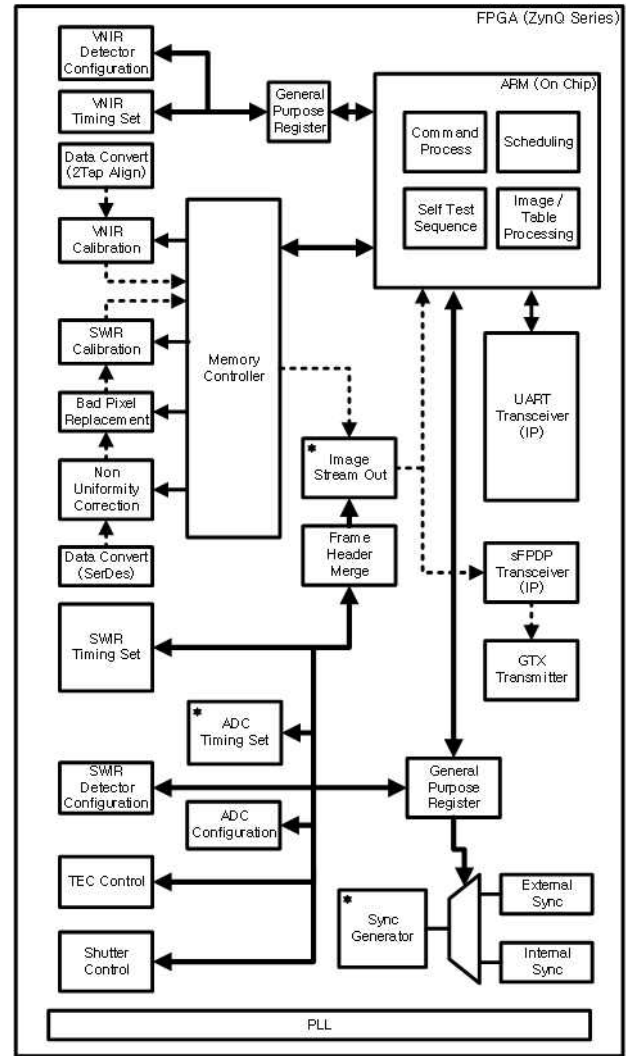 FPGA (ZynQ Series)
VNIR
Detector
Configuration
VNIR
Timing Set
General
Purpose
Register
ARM (On Chip)
Command
Process
Scheduling
Self Test
Sequence
Image /
Table
Processing
Data Convert
(2Tap Align)
VNIR
Calibration
SWIR
Calibration
Bad Pixel
Replacement
Non
Uniformity
Correction
Data Convert
(SerDes)
Memory
Controller
* Image
Stream Out
Frame
Header
Merge
UART
Transceiver
(IP)
sFPDP
Transceiver
(IP)
GTX
Transmitter
SWIR
Timing Set
* ADC
Timing Set
SWIR
Detector
Configuration
ADC
Configuration
General
Purpose
Register
TEC Control
Shutter
Control
* Sync
Generator
External
Sync
Internal
Sync
PLL